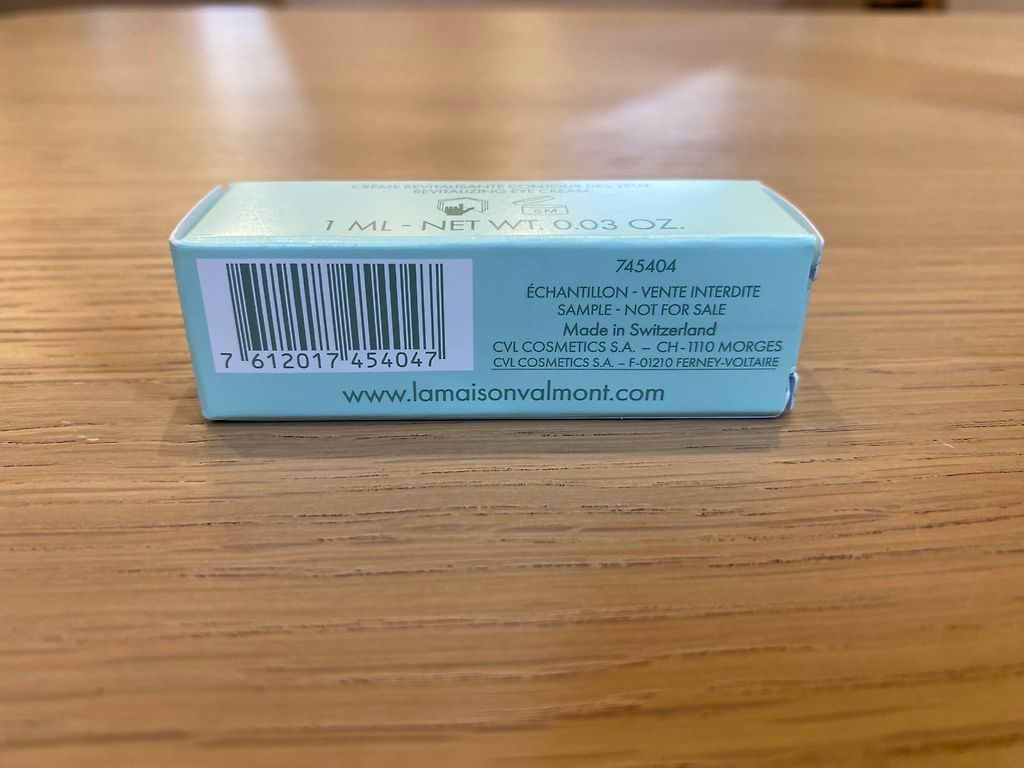 CRÈME REVITALISANTE CONTOUR DES YEUX
REVITALIZING EYE CREAM
6M
1 ML - NET WT. 0.03 OZ.
745404
ÉCHANTILLON - VENTE INTERDITE
SAMPLE - NOT FOR SALE
Made in Switzerland
CVL COSMETICS S.A. – CH-1110 MORGES
CVL COSMETICS S.A. – F-01210 FERNEY-VOLTAIRE
7 612017 454047
www.lamaisonvalmont.com